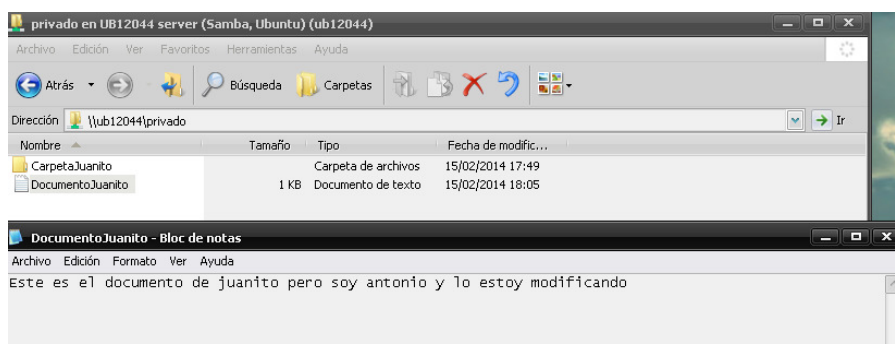 privado en UB12044 server (Samba, Ubuntu) (ub12044)
Archivo Edición Ver Favoritos Herramientas Ayuda
Atrás Búsqueda Carpetas
Dirección \\ub12044\privado Ir
Nombre Tamaño Tipo Fecha de modific...
CarpetaJuanito Carpeta de archivos 15/02/2014 17:49
DocumentoJuanito 1 KB Documento de texto 15/02/2014 18:05
DocumentoJuanito - Bloc de notas
Archivo Edición Formato Ver Ayuda
Este es el documento de juanito pero soy antonio y lo estoy modificando